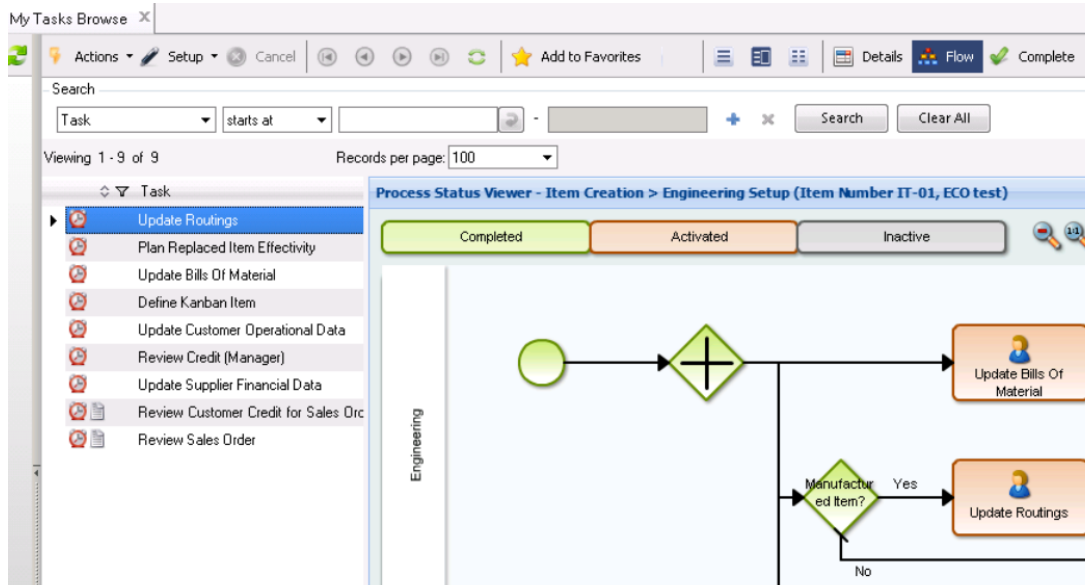 My Tasks Browse
Actions Setup Cancel Add to Favorites Details Flow Complete
Search
Task starts at - Search Clear All
Viewing 1 - 9 of 9 Records per page: 100
Task
Update Routings
Plan Replaced Item Effectivity
Update Bills Of Material
Define Kanban Item
Update Customer Operational Data
Review Credit (Manager)
Update Supplier Financial Data
Review Customer Credit for Sales Orc
Review Sales Order
Process Status Viewer - Item Creation > Engineering Setup (Item Number IT-01, ECO test)
Completed Activated Inactive
1:1
Engineering
Update Bills Of
Material
Manufactur
ed Item?
Yes
Update Routings
No